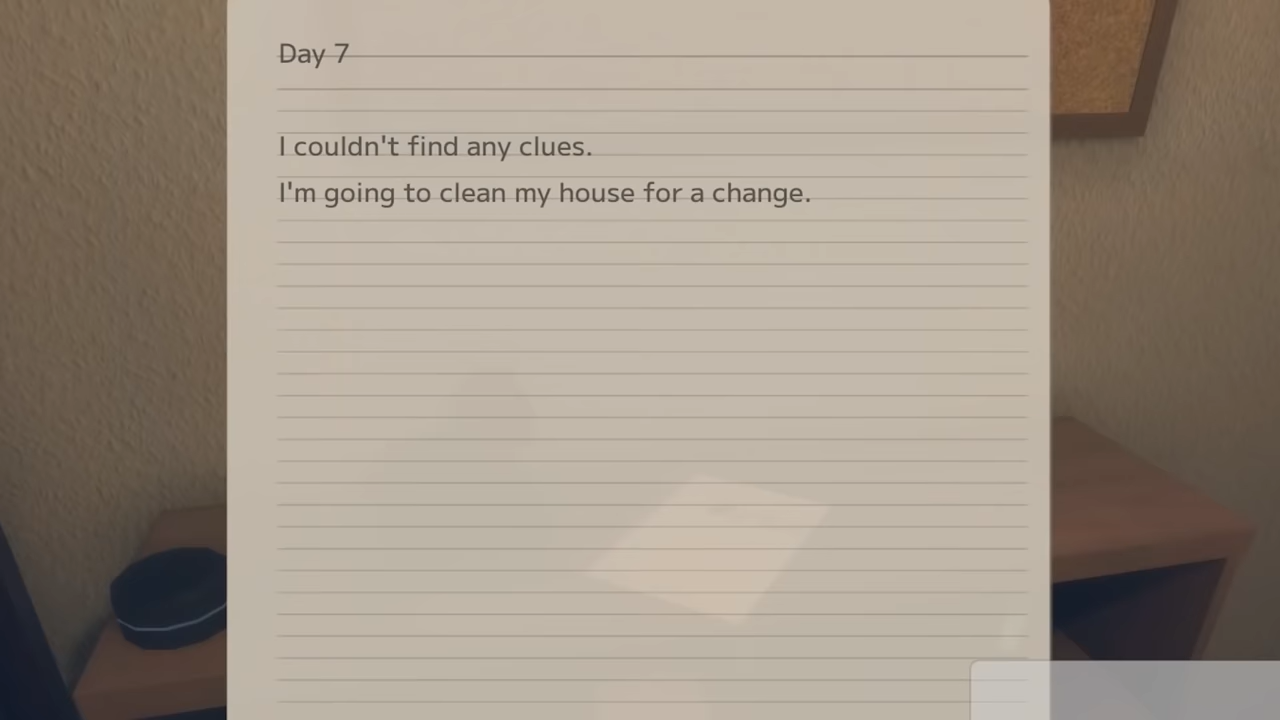 Day 7
I couldn't find any clues.
I'm going to clean my house for a change.